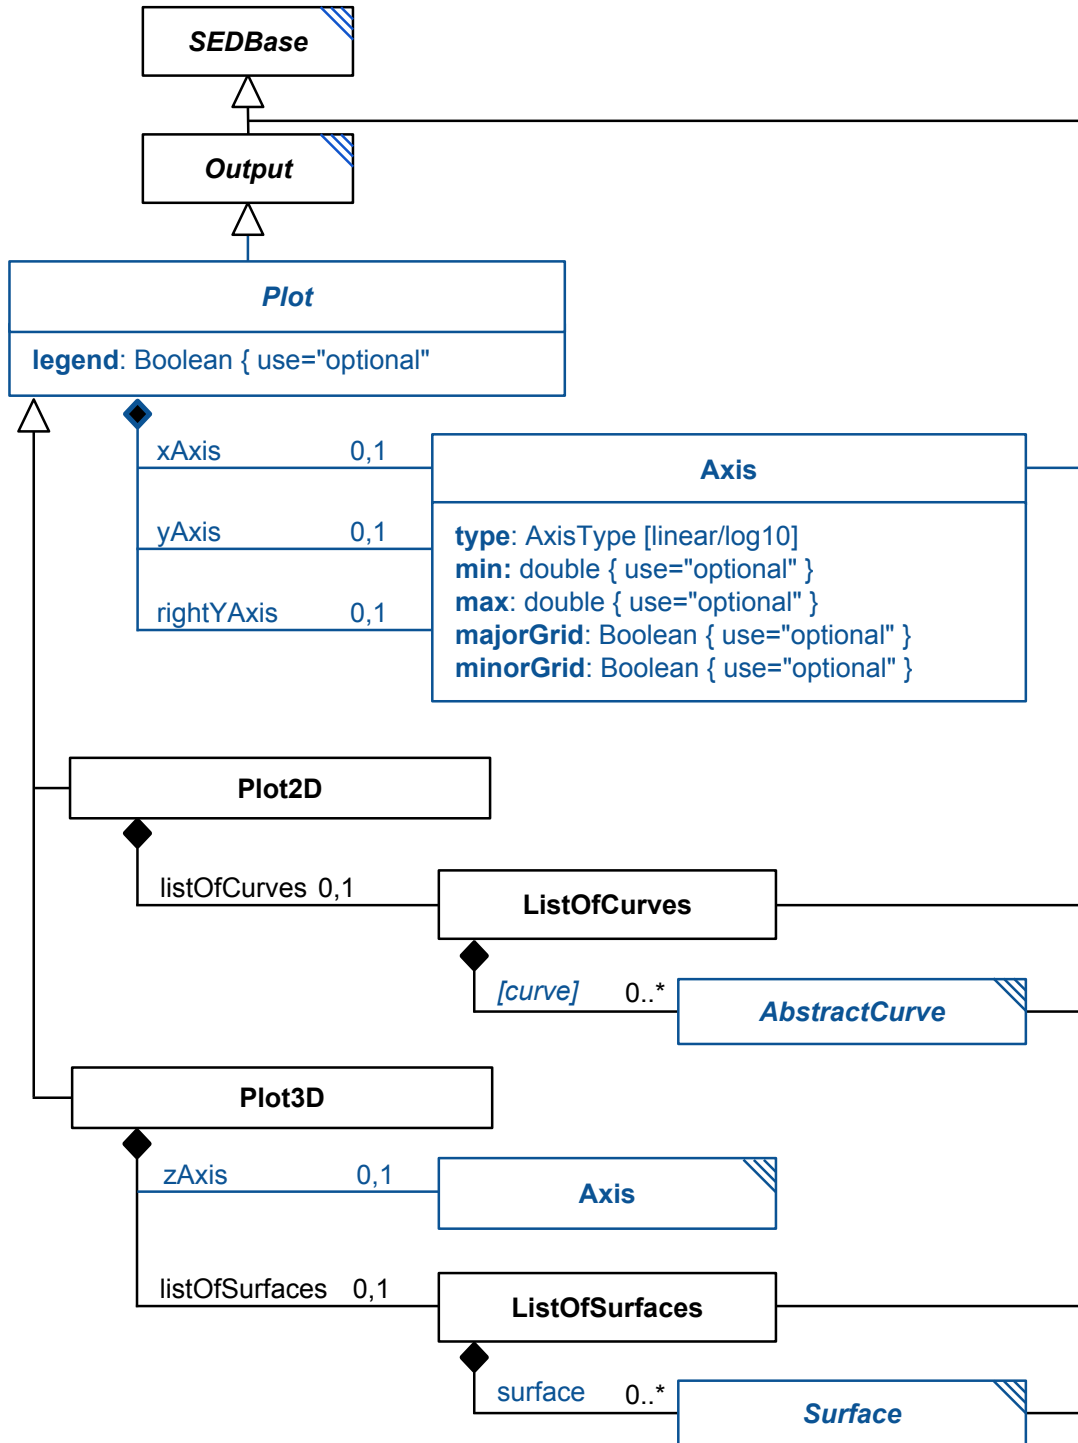 SEDBase
Output
Plot
legend: Boolean { use="optional"
xAxis 0,1
Axis
yAxis 0,1
type: AxisType [linear/log10]
min: double { use="optional" }
max: double { use="optional" }
rightYAxis 0,1
majorGrid: Boolean { use="optional" }
minorGrid: Boolean { use="optional" }
Plot2D
listOfCurves 0,1
ListOfCurves
[curve] 0..*
AbstractCurve
Plot3D
zAxis 0,1
Axis
listOfSurfaces 0,1
ListOfSurfaces
surface 0..*
Surface